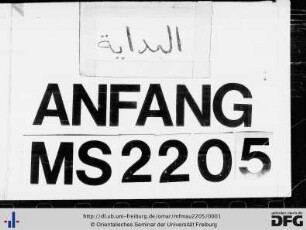 البداية
ANFANG
MS 2205
http://dl.ub.uni-freiburg.de/omar/mfmau2205/0001
© Orientalisches Seminar der Universität Freiburg
DFG